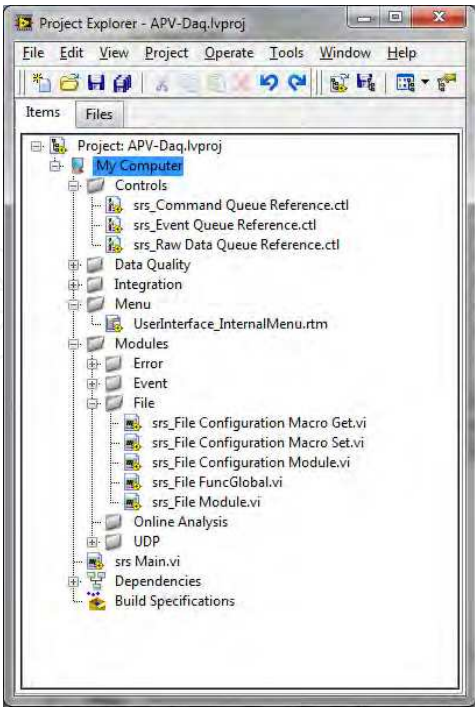 Project Explorer - APV-Daq.lvproj
File Edit View Project Operate Tools Window Help
Items Files
Project: APV-Daq.lvproj
My Computer
Controls
srs_Command Queue Reference.ctl
srs_Event Queue Reference.ctl
srs_Raw Data Queue Reference.ctl
Data Quality
Integration
Menu
UserInterface_InternalMenu.rtm
Modules
Error
Event
File
srs_File Configuration Macro Get.vi
srs_File Configuration Macro Set.vi
srs_File Configuration Module.vi
srs_File FuncGlobal.vi
srs_File Module.vi
Online Analysis
UDP
srs Main.vi
Dependencies
Build Specifications